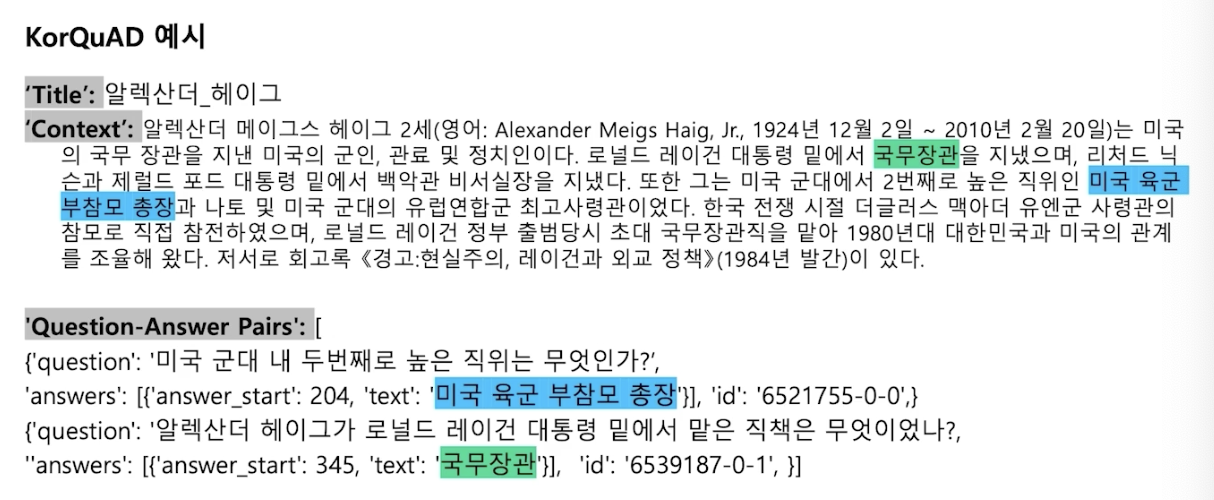 KorQuAD 예시
‘Title’: 알렉산더_헤이그
‘Context’: 알렉산더 메이그스 헤이그 2세(영어: Alexander Meigs Haig, Jr., 1924년 12월 2일 ~ 2010년 2월 20일)는 미국
의 국무 장관을 지낸 미국의 군인, 관료 및 정치인이다. 로널드 레이건 대통령 밑에서 국무장관을 지냈으며, 리처드 닉
슨과 제럴드 포드 대통령 밑에서 백악관 비서실장을 지냈다. 또한 그는 미국 군대에서 2번째로 높은 직위인 미국 육군
부참모 총장과 나토 및 미국 군대의 유럽연합군 최고사령관이었다. 한국 전쟁 시절 더글러스 맥아더 유엔군 사령관의
참모로 직접 참전하였으며, 로널드 레이건 정부 출범당시 초대 국무장관직을 맡아 1980년대 대한민국과 미국의 관계
를 조율해 왔다. 저서로 회고록 《경고:현실주의, 레이건과 외교 정책》(1984년 발간)이 있다.
'Question-Answer Pairs': [
{'question': '미국 군대 내 두번째로 높은 직위는 무엇인가?’,
'answers': [{'answer_start': 204, 'text': '미국 육군 부참모 총장'}], 'id': '6521755-0-0',}
{'question': '알렉산더 헤이그가 로널드 레이건 대통령 밑에서 맡은 직책은 무엇이었나?,
''answers': [{'answer_start': 345, 'text': '국무장관'}], 'id': '6539187-0-1', }]